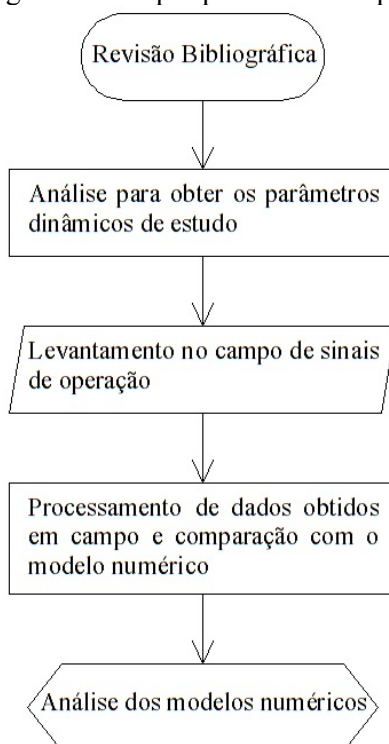 Revisão Bibliográfica
Análise para obter os parâmetros
dinâmicos de estudo
Levantamento no campo de sinais
de operação
Processamento de dados obtidos
em campo e comparação com o
modelo numérico
Análise dos modelos numéricos